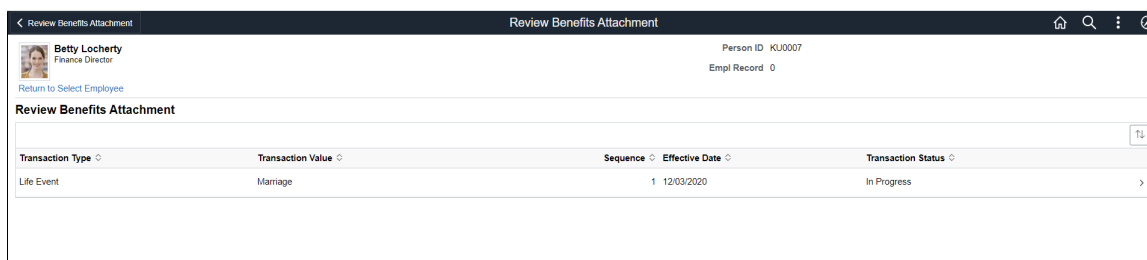 Review Benefits Attachment
Review Benefits Attachment
Betty Locherty
Finance Director
Person ID KU0007
Empl Record 0
Return to Select Employee
Review Benefits Attachment
Transaction Type Transaction Value Sequence Effective Date Transaction Status
Life Event Marriage 1 12/03/2020 In Progress